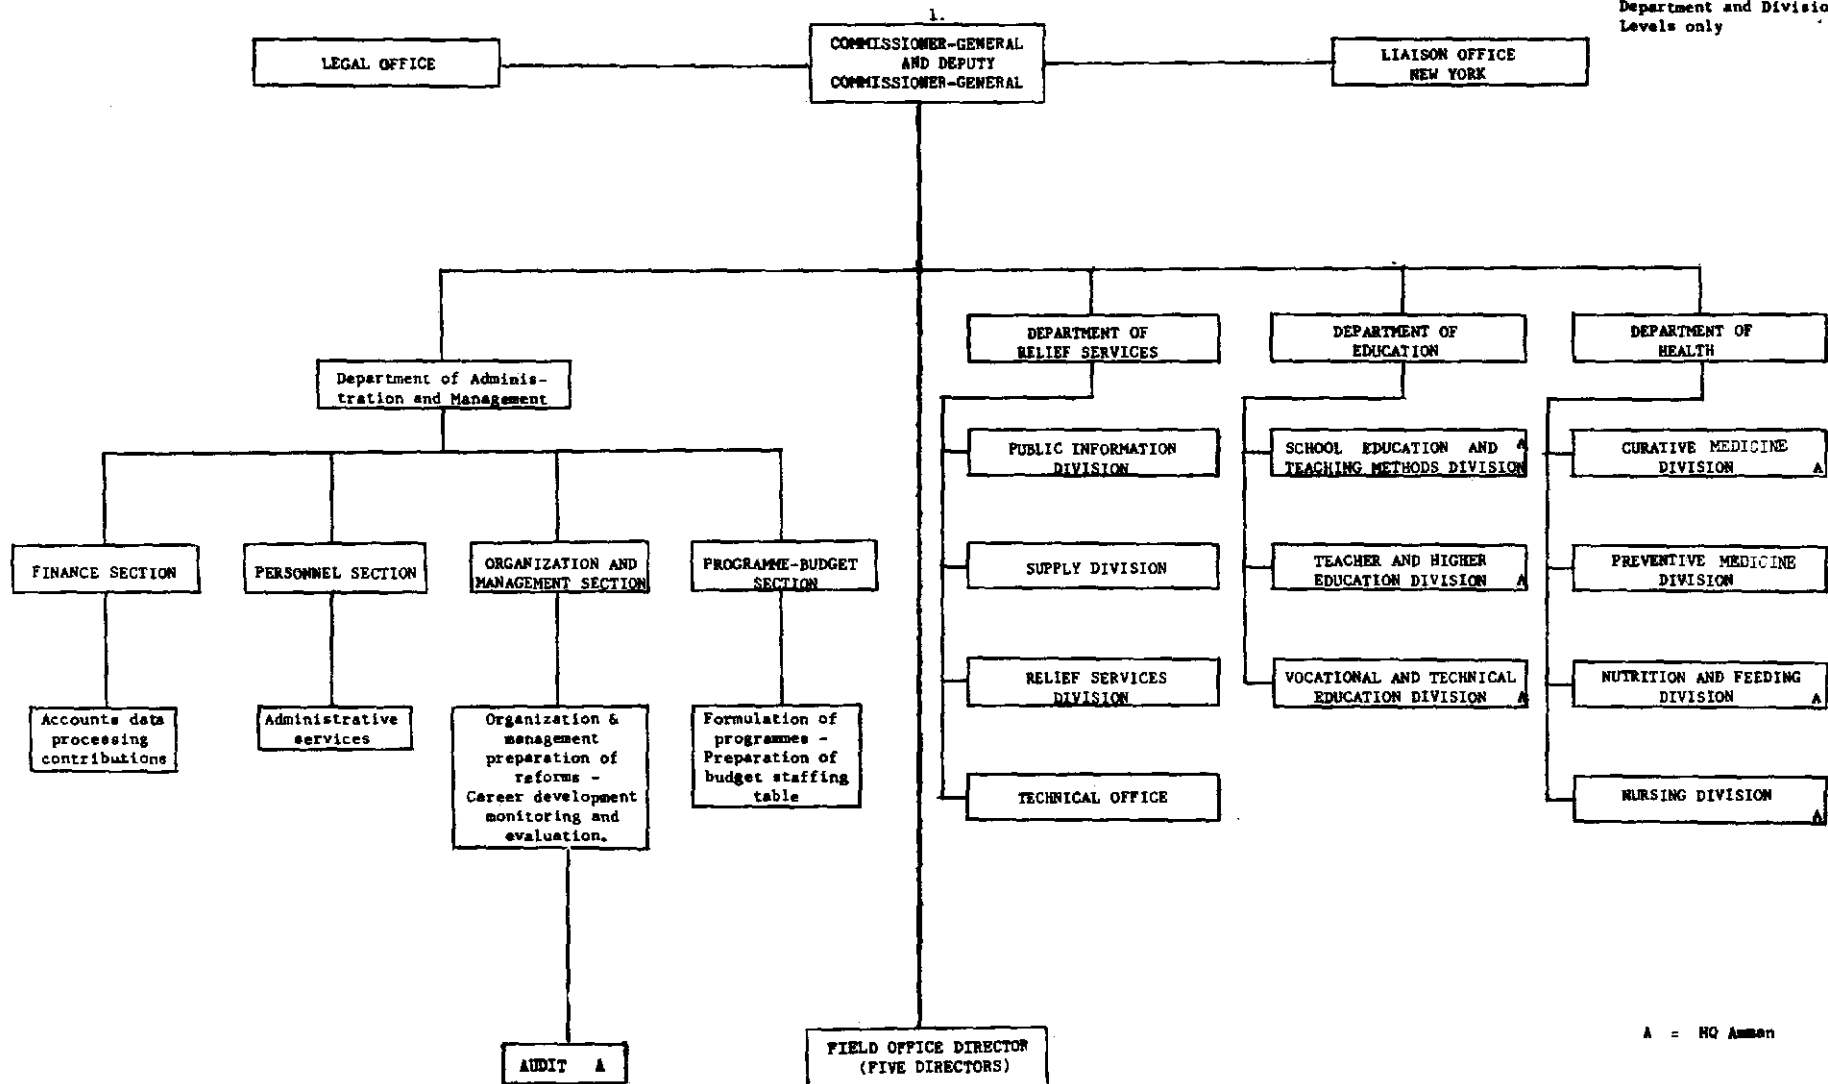 Department and Divisio
Levels only
1.
COMMISSIONER-GENERAL
AND DEPUTY
COMMISSIONER-GENERAL
LEGAL OFFICE
LIAISON OFFICE
NEW YORK
DEPARTMENT OF
RELIEF SERVICES
DEPARTMENT OF
EDUCATION
DEPARTMENT OF
HEALTH
Department of Adminis-
tration and Management
PUBLIC INFORMATION
DIVISION
SCHOOL EDUCATION AND A
TEACHING METHODS DIVISION
CURATIVE MEDICINE
DIVISION A
FINANCE SECTION
PERSONNEL SECTION
ORGANIZATION AND
MANAGEMENT SECTION
PROGRAMME-BUDGET
SECTION
SUPPLY DIVISION
TEACHER AND HIGHER
EDUCATION DIVISION A
PREVENTIVE MEDICINE
DIVISION
RELIEF SERVICES
DIVISION
VOCATIONAL AND TECHNICAL
EDUCATION DIVISION A
NUTRITION AND FEEDING
DIVISION A
Accounts data
processing
contributions
Administrative
services
Organization &
management
preparation of
reforms -
Career development
monitoring and
evaluation.
Formulation of
programmes -
Preparation of
budget staffing
table
TECHNICAL OFFICE
NURSING DIVISION
A
AUDIT A
FIELD OFFICE DIRECTOR
(FIVE DIRECTORS)
A = HQ Amman